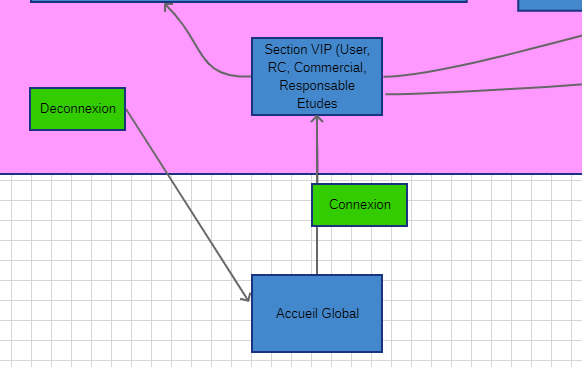 Section VIP (User,
RC, Commercial,
Responsable
Etudes
Deconnexion
Connexion
Accueil Global